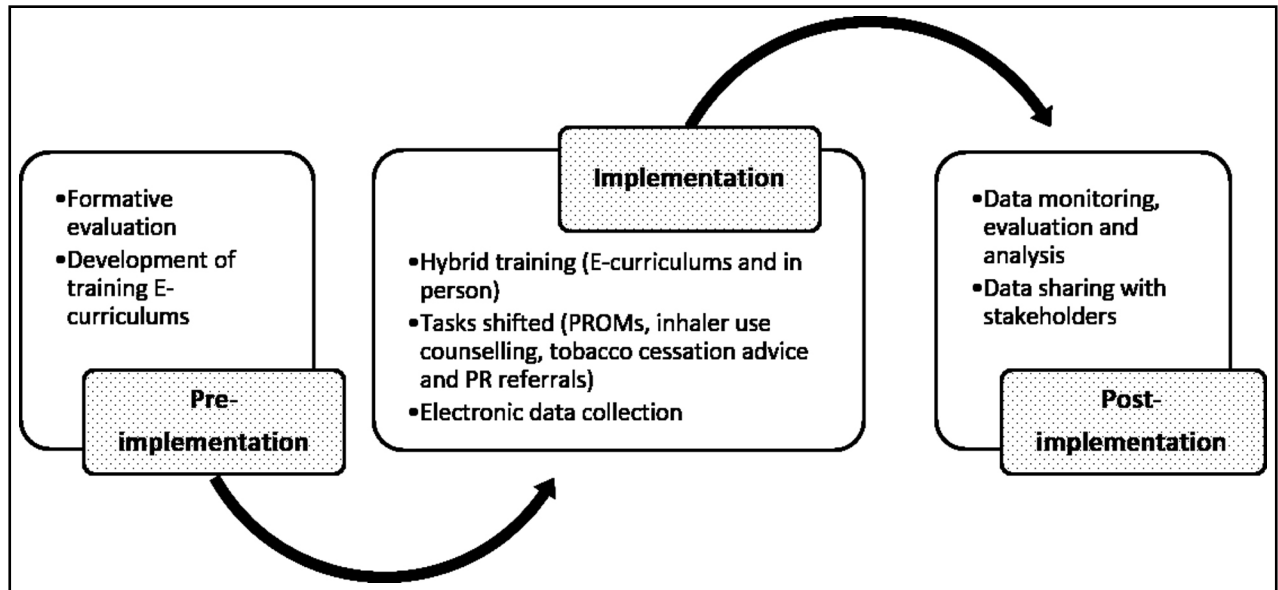 •Formative
evaluation
•Development of
training E-
curriculums
Pre-
implementation
Implementation
•Hybrid training (E-curriculums and in
person)
•Tasks shifted (PROMs, inhaler use
counselling, tobacco cessation advice
and PR referrals)
•Electronic data collection
•Data monitoring,
evaluation and
analysis
•Data sharing with
stakeholders
Post-
implementation